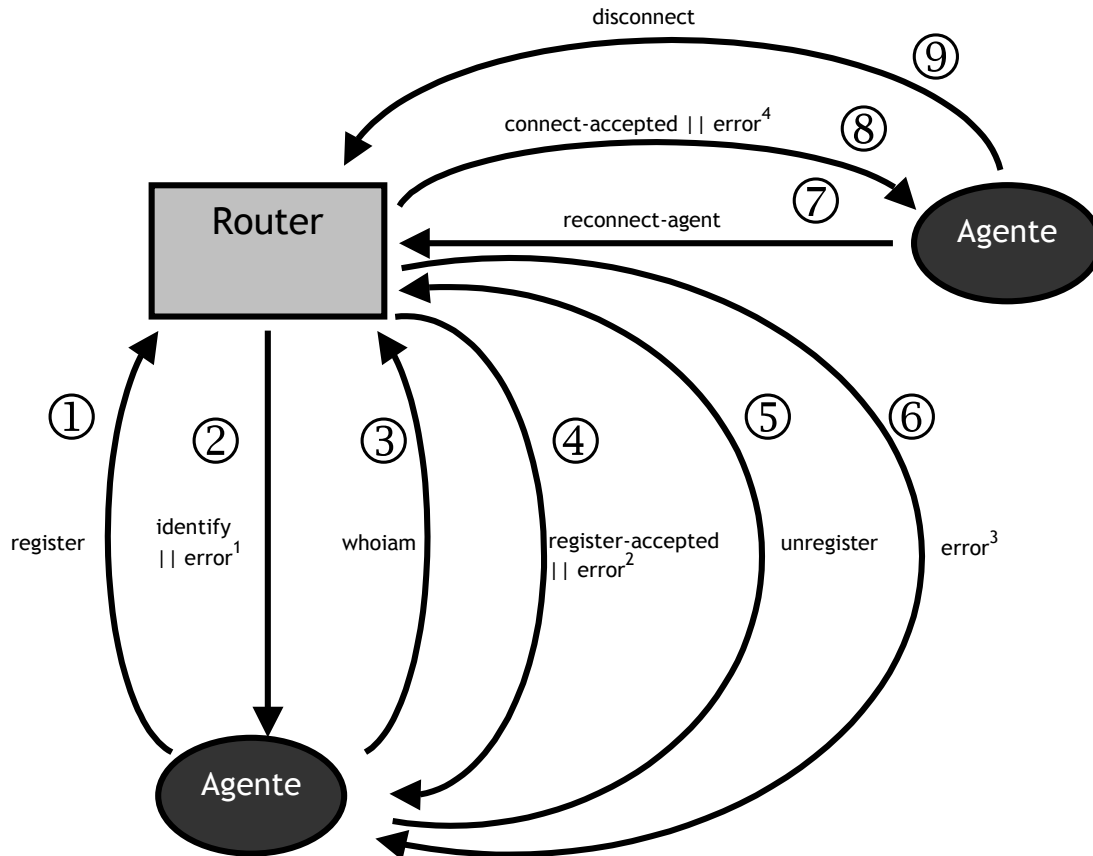 disconnect
⑨
connect-accepted || error⁴
⑧
Router
⑦
reconnect-agent
Agente
①
②
③
④
⑤
⑥
register
identify
|| error¹
whoiam
register-accepted
|| error²
unregister
error³
Agente